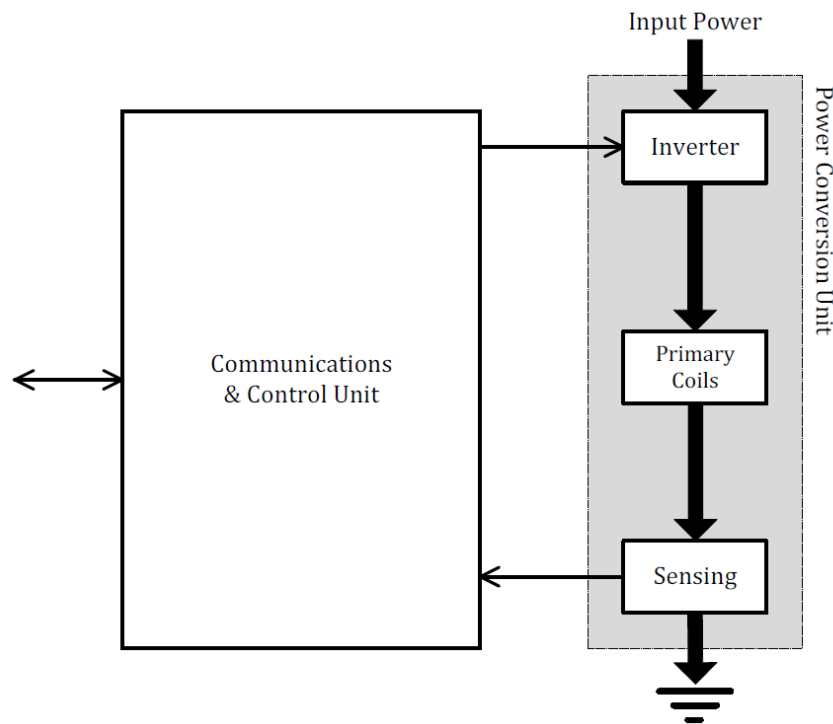 Input Power
Inverter
Power Conversion Unit
Primary
Coils
Communications
& Control Unit
Sensing